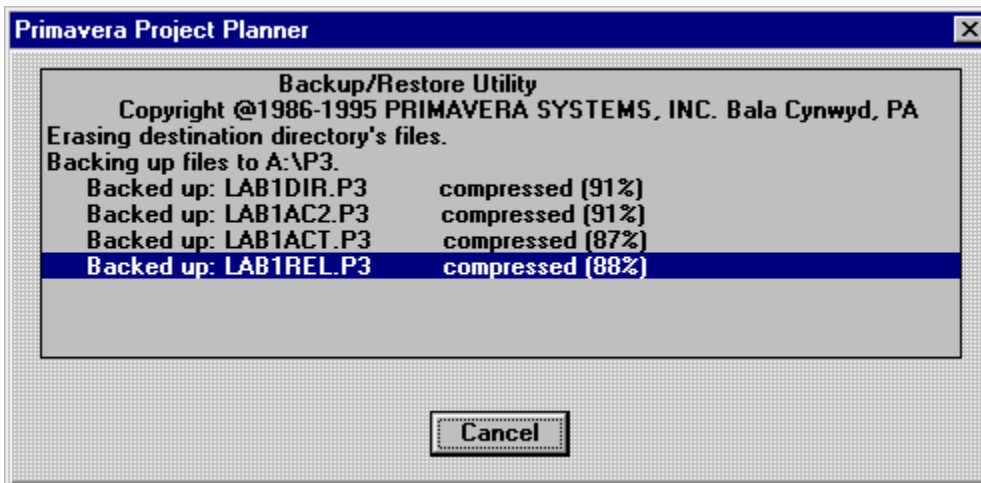 Primavera Project Planner
Backup/Restore Utility
Copyright @1986-1995 PRIMAVERA SYSTEMS, INC. Bala Cynwyd, PA
Erasing destination directory's files.
Backing up files to A:\P3.
Backed up: LAB1DIR.P3 compressed (91%)
Backed up: LAB1AC2.P3 compressed (91%)
Backed up: LAB1ACT.P3 compressed (87%)
Backed up: LAB1REL.P3 compressed (88%)
Cancel